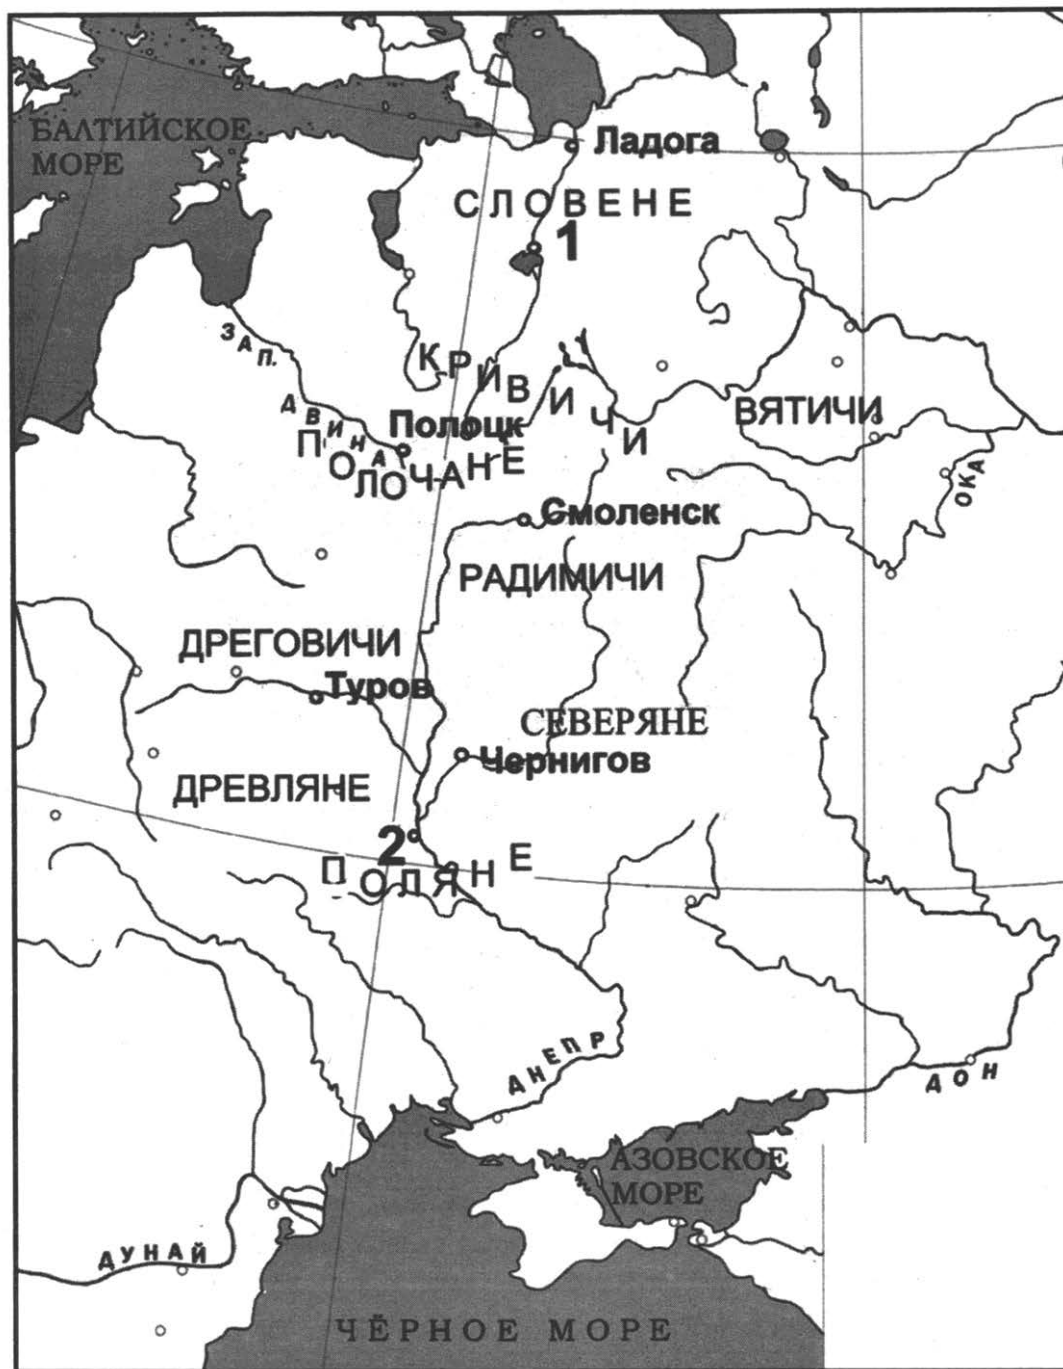 БАЛТИЙСКОЕ
МОРЕ
Ладога
СЛОВЕНЕ
1
ЗАП.
ДВИНА
КРИВИЧИ
ВЯТИЧИ
Полоцк
ПОЛОЧАНЕ
ОКА
Смоленск
РАДИМИЧИ
ДРЕГОВИЧИ
Туров
СЕВЕРЯНЕ
Чернигов
ДРЕВЛЯНЕ
2
ПОЛЯНЕ
ДНЕПР
ДОН
АЗОВСКОЕ
МОРЕ
ДУНАЙ
ЧЁРНОЕ МОРЕ